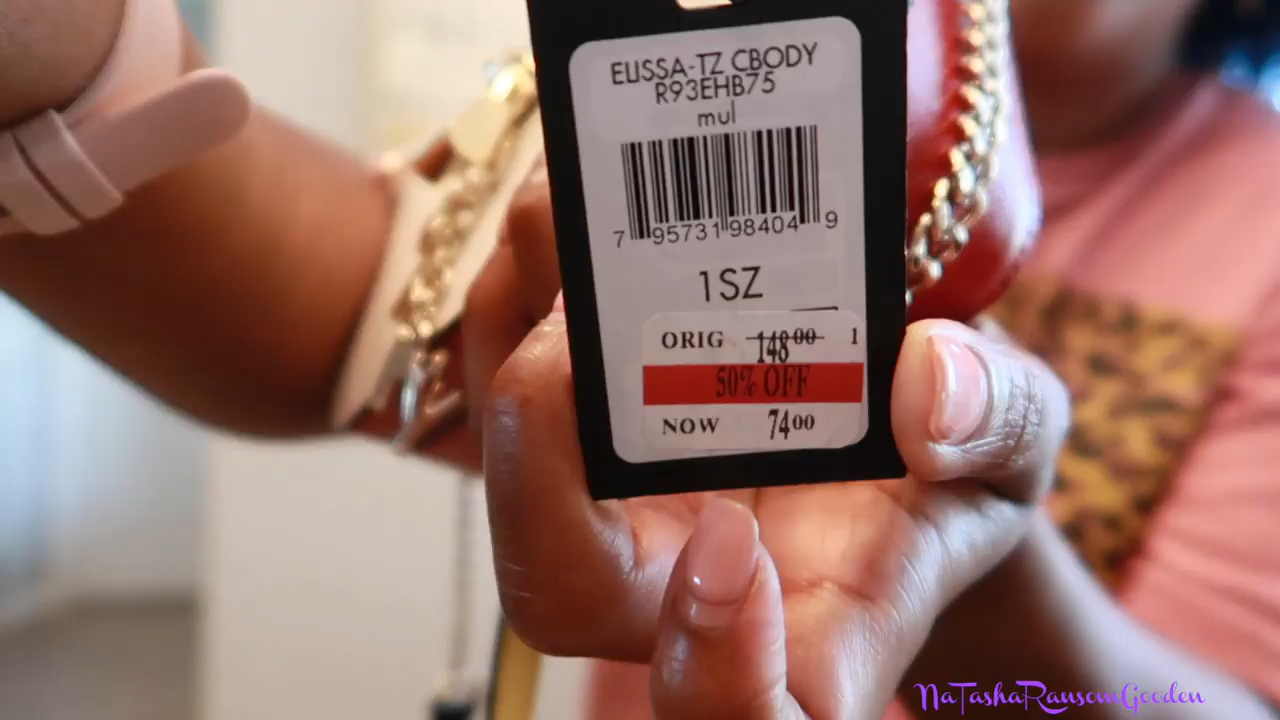 ELISSA-TZ CBODY
R93EHB75
mul
7 95731 98404 9
1SZ
ORIG 148.00 1
50% OFF
NOW 74.00
NaTashaRansomGooden